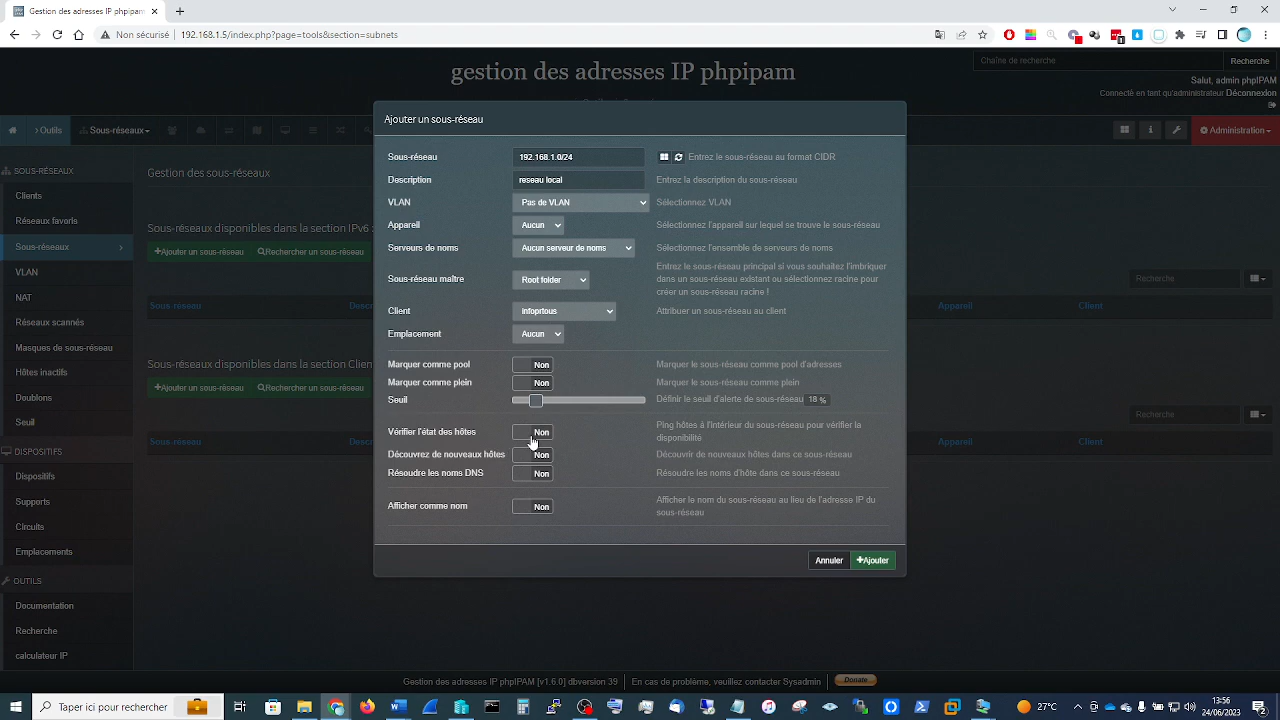 Gestion des adresses IP phpipam
Non sécurisé
192.168.1.5/index.php?page=tools&section=subnets
gestion des adresses IP phpipam
Chaîne de recherche
Recherche
Salut, admin phpIPAM
Connecté en tant qu'administrateur Déconnexion
Outils
Sous-réseaux
Administration
SOUS-RÉSEAUX
Clients
Réseaux favoris
Sous-réseaux
VLAN
NAT
Réseaux scannés
Masques de sous-réseau
Hôtes inactifs
Doublons
Seuil
DISPOSITIFS
Dispositifs
Supports
Circuits
Emplacements
OUTILS
Documentation
Recherche
calculateur IP
Gestion des sous-réseaux
Sous-réseaux disponibles dans la section IPv6
+Ajouter un sous-réseau
Rechercher un sous-réseau
Recherche
Sous-réseau
Descr
Appareil
Client
Sous-réseaux disponibles dans la section Clien
+Ajouter un sous-réseau
Rechercher un sous-réseau
Recherche
Sous-réseau
Descr
Appareil
Client
Ajouter un sous-réseau
Sous-réseau 192.168.1.0/24 Entrez le sous-réseau au format CIDR
Description reseau local Entrez la description du sous-réseau
VLAN Pas de VLAN Sélectionnez VLAN
Appareil Aucun Sélectionnez l'appareil sur lequel se trouve le sous-réseau
Serveurs de noms Aucun serveur de noms Sélectionnez l'ensemble de serveurs de noms
Sous-réseau maître Root folder Entrez le sous-réseau principal si vous souhaitez l'imbriquer
dans un sous-réseau existant ou sélectionnez racine pour
créer un sous-réseau racine !
Client Infoprtous Attribuer un sous-réseau au client
Emplacement Aucun
Marquer comme pool Non Marquer le sous-réseau comme pool d'adresses
Marquer comme plein Non Marquer le sous-réseau comme plein
Seuil Définir le seuil d'alerte de sous-réseau 18 %
Vérifier l'état des hôtes Non Ping hôtes à l'intérieur du sous-réseau pour vérifier la
disponibilité
Découvrez de nouveaux hôtes Non Découvrir de nouveaux hôtes dans ce sous-réseau
Résoudre les noms DNS Non Résoudre les noms d'hôte dans ce sous-réseau
Afficher comme nom Non Afficher le nom du sous-réseau au lieu de l'adresse IP du
sous-réseau
Annuler
+Ajouter
Gestion des adresses IP phpIPAM [v1.6.0] dbversion 39
En cas de problème, veuillez contacter Sysadmin
Donate
Taper ici pour rechercher
27°C
13:56
24/06/2023